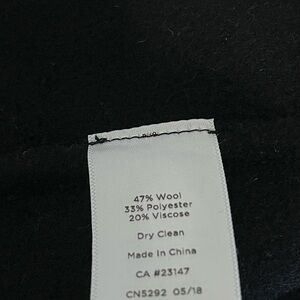 47% Wool
33% Polyester
20% Viscose
Dry Clean
Made In China
CA #23147
CN5292 05/18